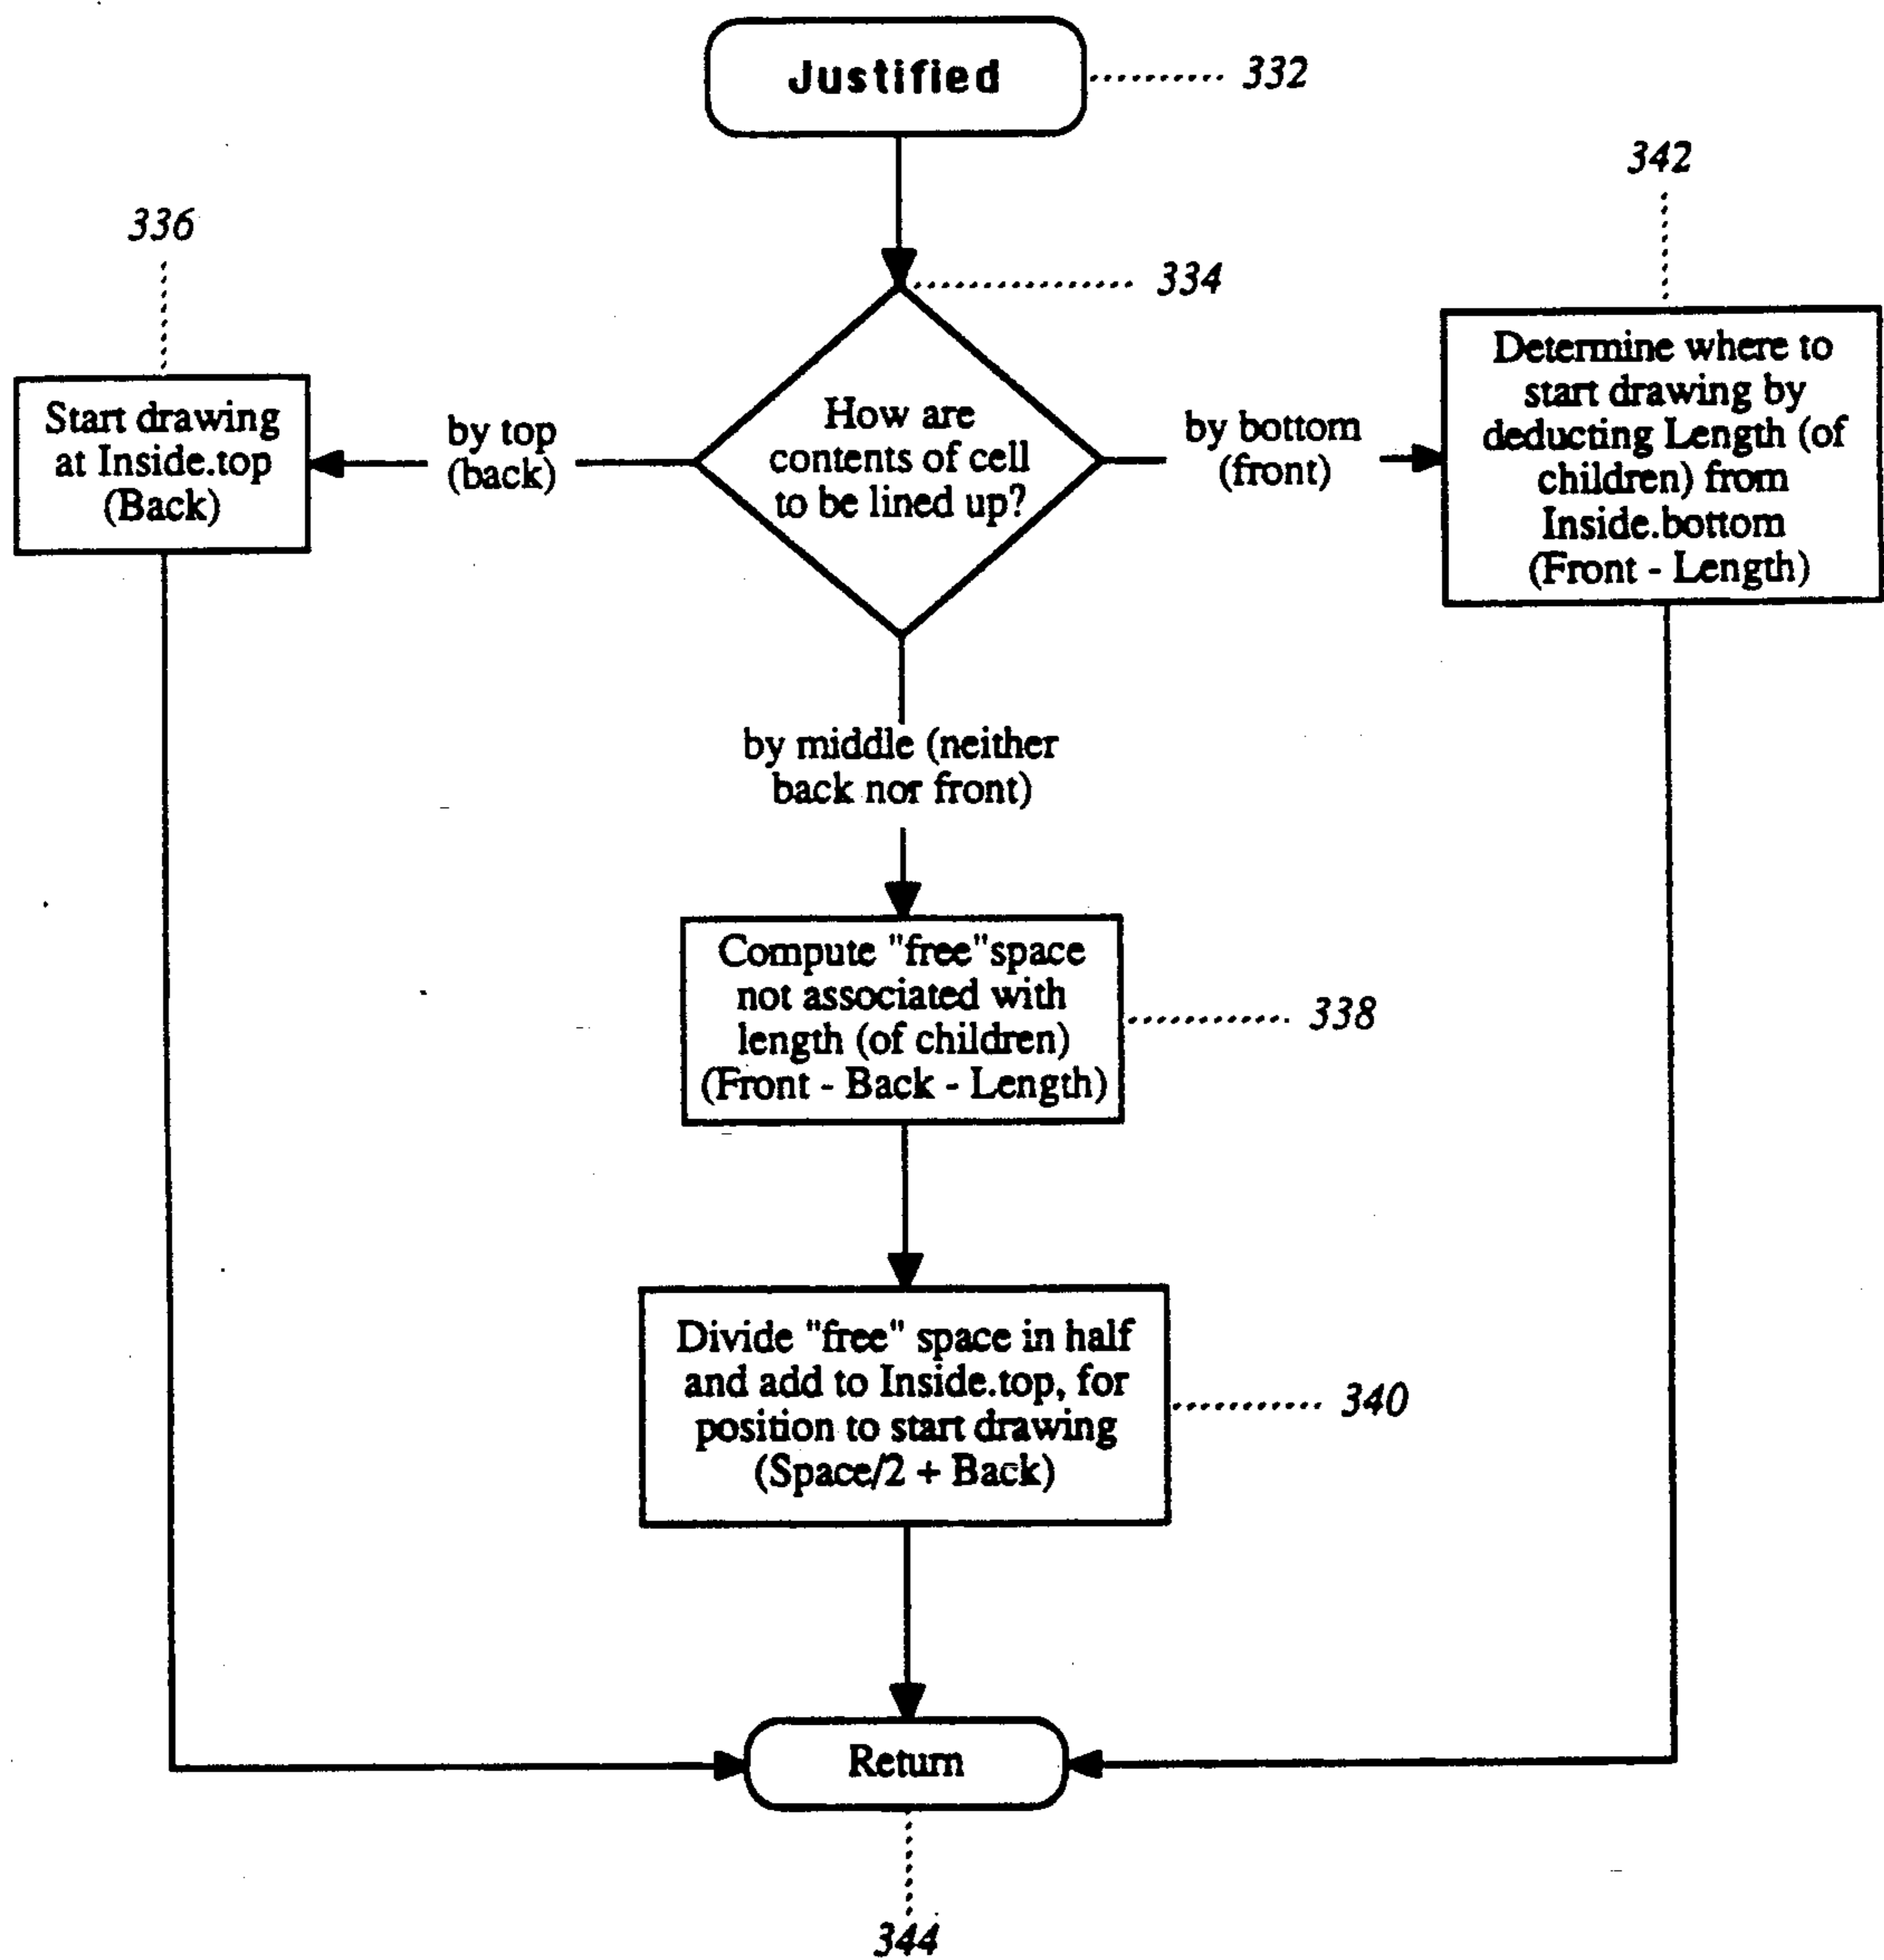 Justified
332
342
336
334
Start drawing
at Inside.top
(Back)
by top
(back)
How are
contents of cell
to be lined up?
by bottom
(front)
Determine where to
start drawing by
deducting Length (of
children) from
Inside.bottom
(Front - Length)
by middle (neither
back nor front)
Compute "free"space
not associated with
length (of children)
(Front - Back - Length)
338
Divide "free" space in half
and add to Inside.top, for
position to start drawing
(Space/2 + Back)
340
Return
344